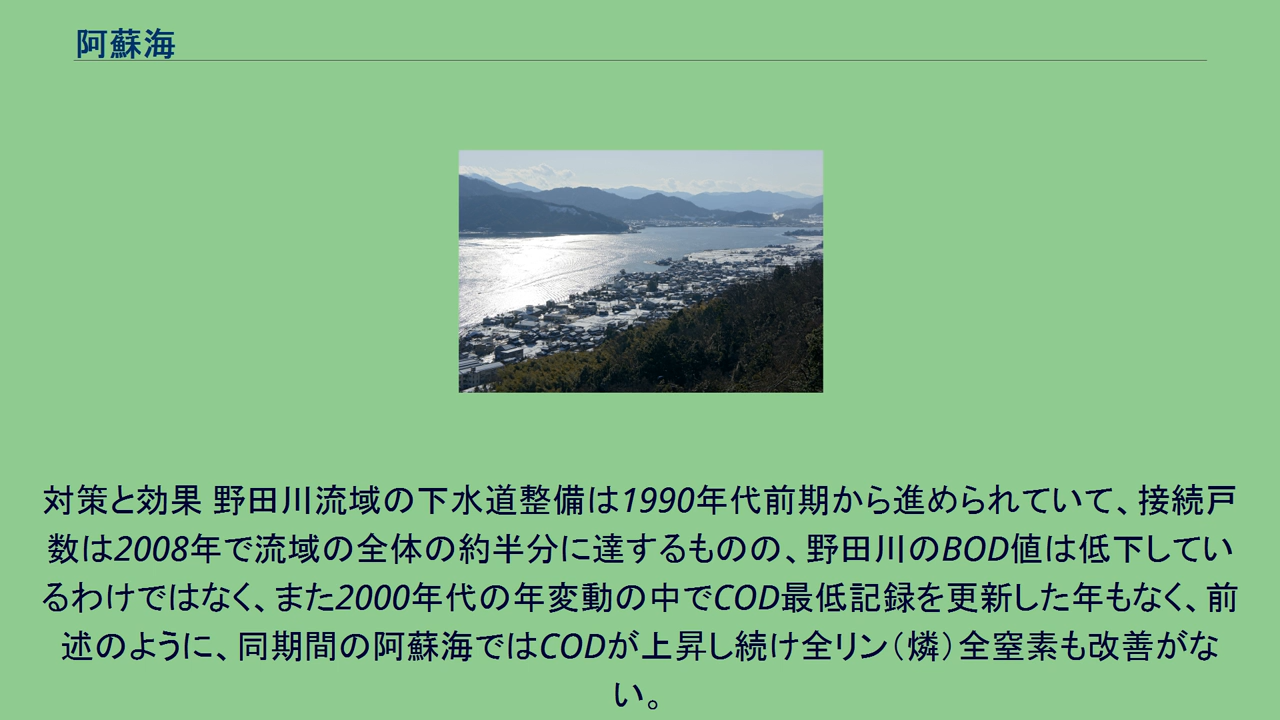 阿蘇海
対策と効果 野田川流域の下水道整備は1990年代前期から進められていて、接続戸
数は2008年で流域の全体の約半分に達するものの、野田川のBOD値は低下してい
るわけではなく、また2000年代の年変動の中でCOD最低記録を更新した年もなく、前
述のように、同期間の阿蘇海ではCODが上昇し続け全リン（燐）全窒素も改善がな
い。